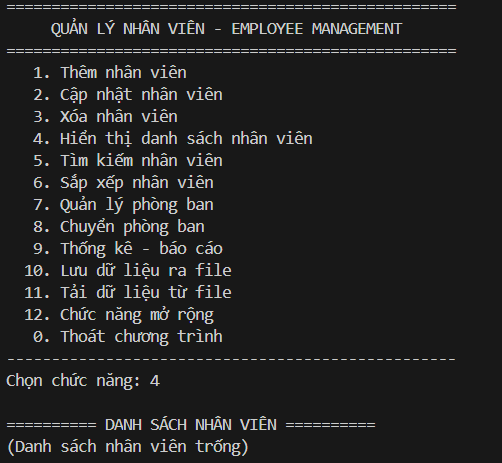 ==================================================
QUẢN LÝ NHÂN VIÊN - EMPLOYEE MANAGEMENT
==================================================
1. Thêm nhân viên
2. Cập nhật nhân viên
3. Xóa nhân viên
4. Hiển thị danh sách nhân viên
5. Tìm kiếm nhân viên
6. Sắp xếp nhân viên
7. Quản lý phòng ban
8. Chuyển phòng ban
9. Thống kê - báo cáo
10. Lưu dữ liệu ra file
11. Tải dữ liệu từ file
12. Chức năng mở rộng
0. Thoát chương trình
--------------------------------------------------
Chọn chức năng: 4
========== DANH SÁCH NHÂN VIÊN ==========
(Danh sách nhân viên trống)